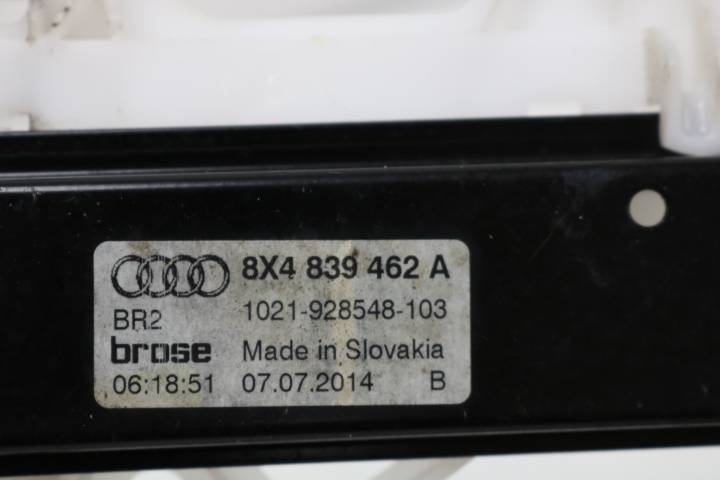 8X4 839 462 A
BR2 1021-928548-103
brose Made in Slovakia
06:18:51 07.07.2014 B